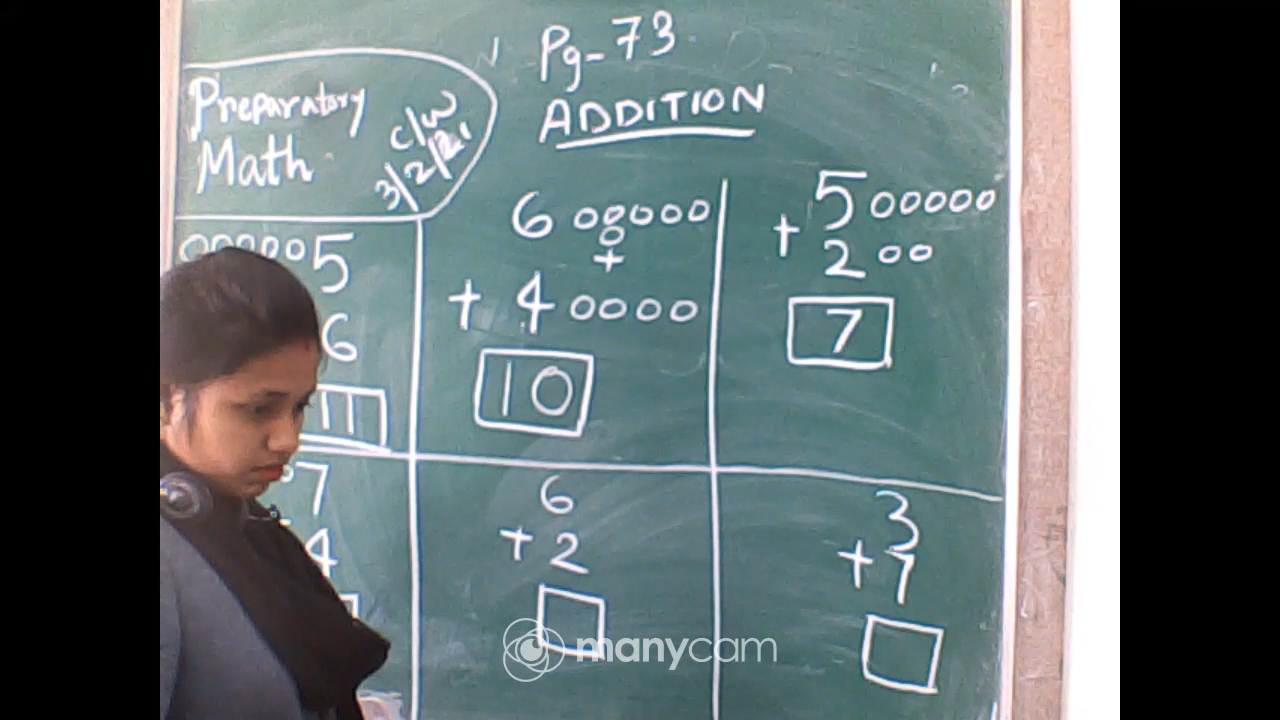 Pg-73
ADDITION
Preparatory
Math
C/W
3/2/21
5
6
11
6
+
+ 4
10
+ 5
2
7
7
4
6
+ 2
3
+ 7
manycam